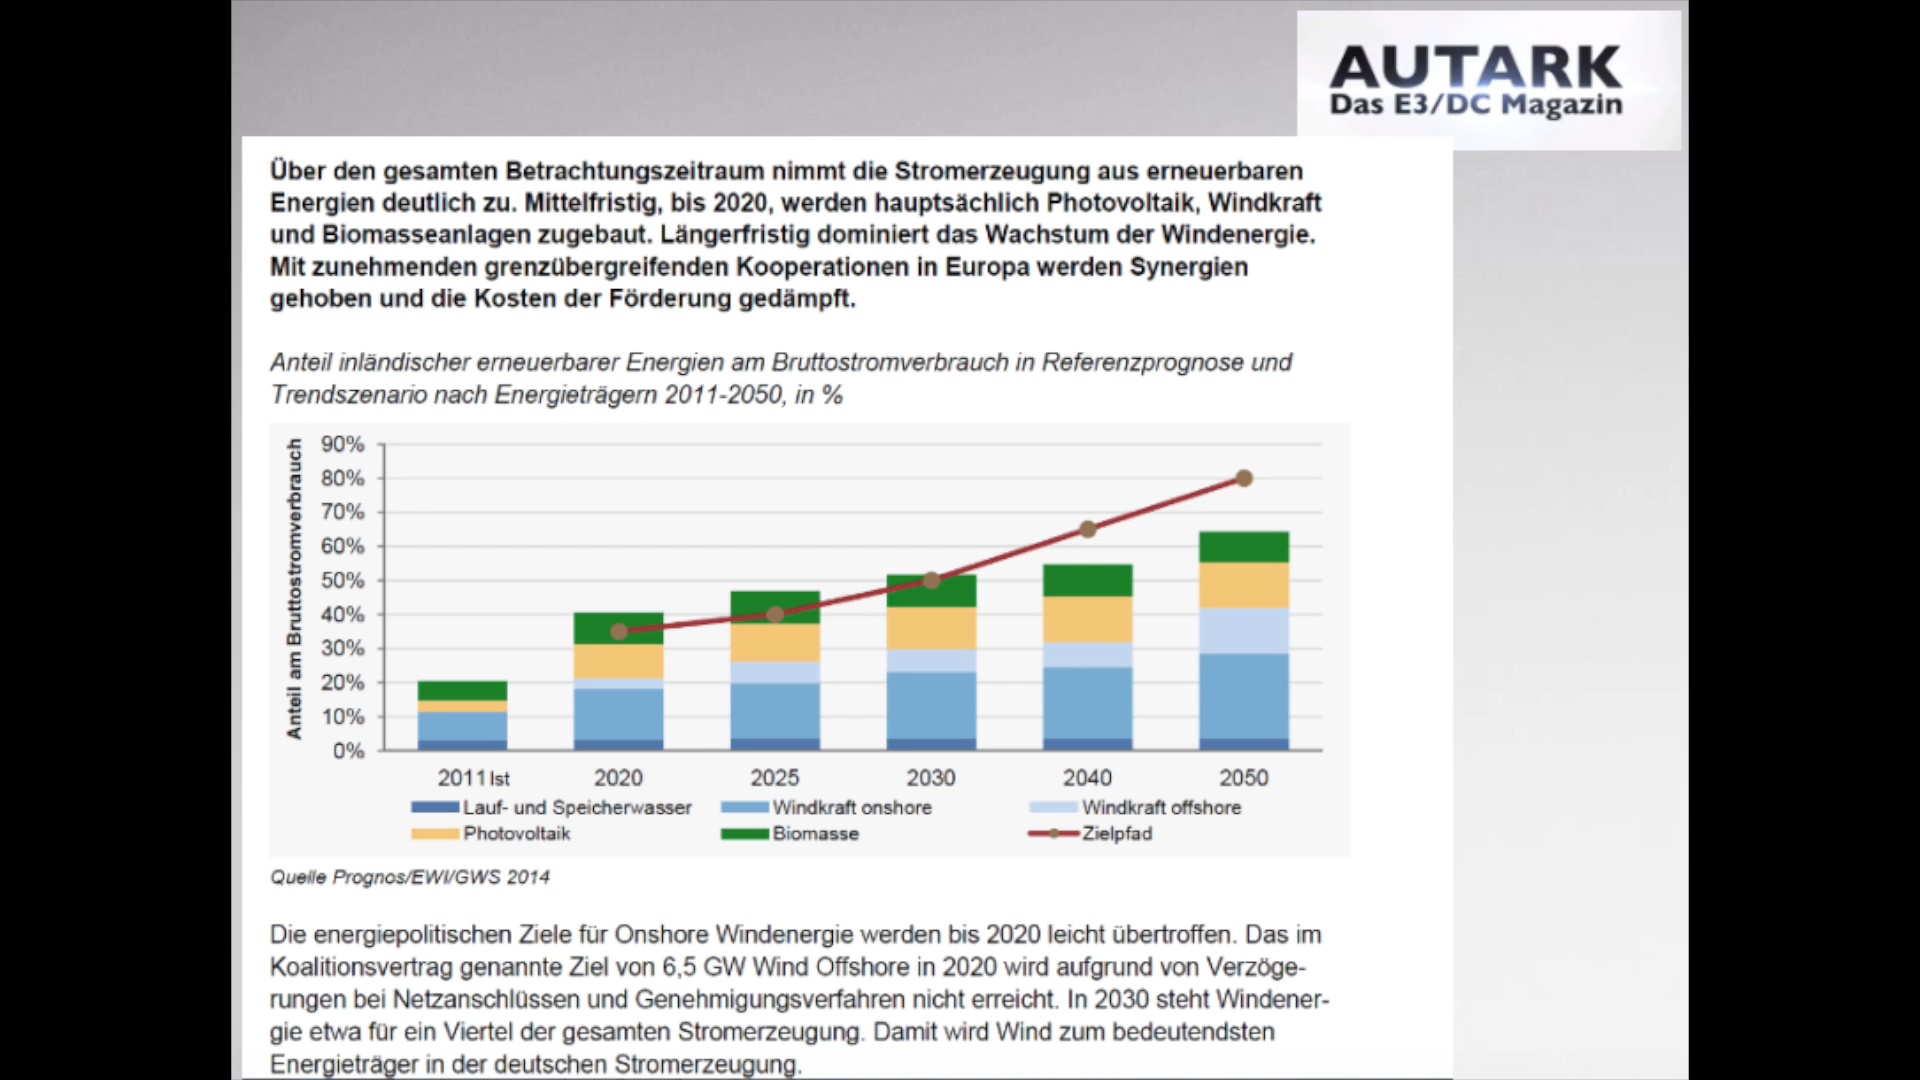 AUTARK
Das E3/DC Magazin
Über den gesamten Betrachtungszeitraum nimmt die Stromerzeugung aus erneuerbaren
Energien deutlich zu. Mittelfristig, bis 2020, werden hauptsächlich Photovoltaik, Windkraft
und Biomasseanlagen zugebaut. Längerfristig dominiert das Wachstum der Windenergie.
Mit zunehmenden grenzübergreifenden Kooperationen in Europa werden Synergien
gehoben und die Kosten der Förderung gedämpft.
Anteil inländischer erneuerbarer Energien am Bruttostromverbrauch in Referenzprognose und
Trendszenario nach Energieträgern 2011-2050, in %
Anteil am Bruttostromverbrauch
90%
80%
70%
60%
50%
40%
30%
20%
10%
0%
2011 Ist 2020 2025 2030 2040 2050
Lauf- und Speicherwasser Windkraft onshore Windkraft offshore
Photovoltaik Biomasse Zielpfad
Quelle Prognos/EWI/GWS 2014
Die energiepolitischen Ziele für Onshore Windenergie werden bis 2020 leicht übertroffen. Das im
Koalitionsvertrag genannte Ziel von 6,5 GW Wind Offshore in 2020 wird aufgrund von Verzöge-
rungen bei Netzanschlüssen und Genehmigungsverfahren nicht erreicht. In 2030 steht Windener-
gie etwa für ein Viertel der gesamten Stromerzeugung. Damit wird Wind zum bedeutendsten
Energieträger in der deutschen Stromerzeugung.